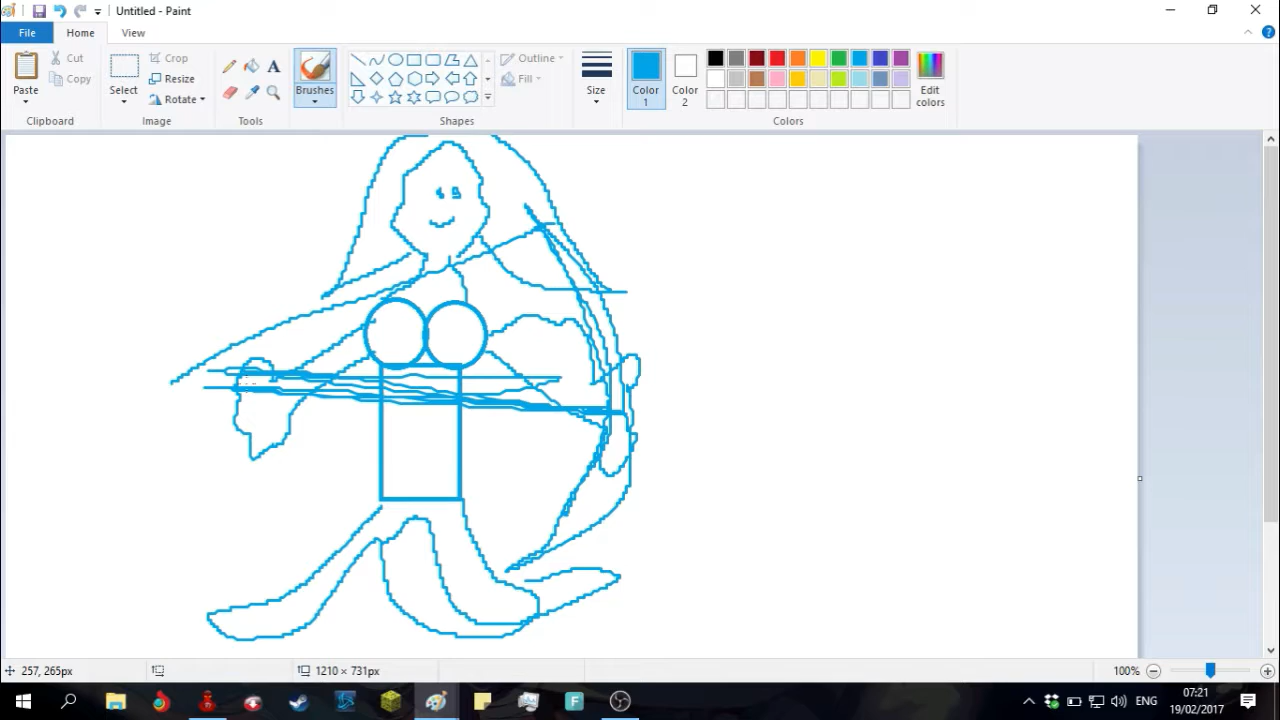 Untitled - Paint
File Home View
Cut
Copy
Paste
Clipboard
Crop
Resize
Rotate
Select
Image
A
Tools
Brushes
Outline
Fill
Shapes
Size
Color 1
Color 2
Edit colors
Colors
257, 265px
1210 × 731px
100%
F
ENG
07:21
19/02/2017